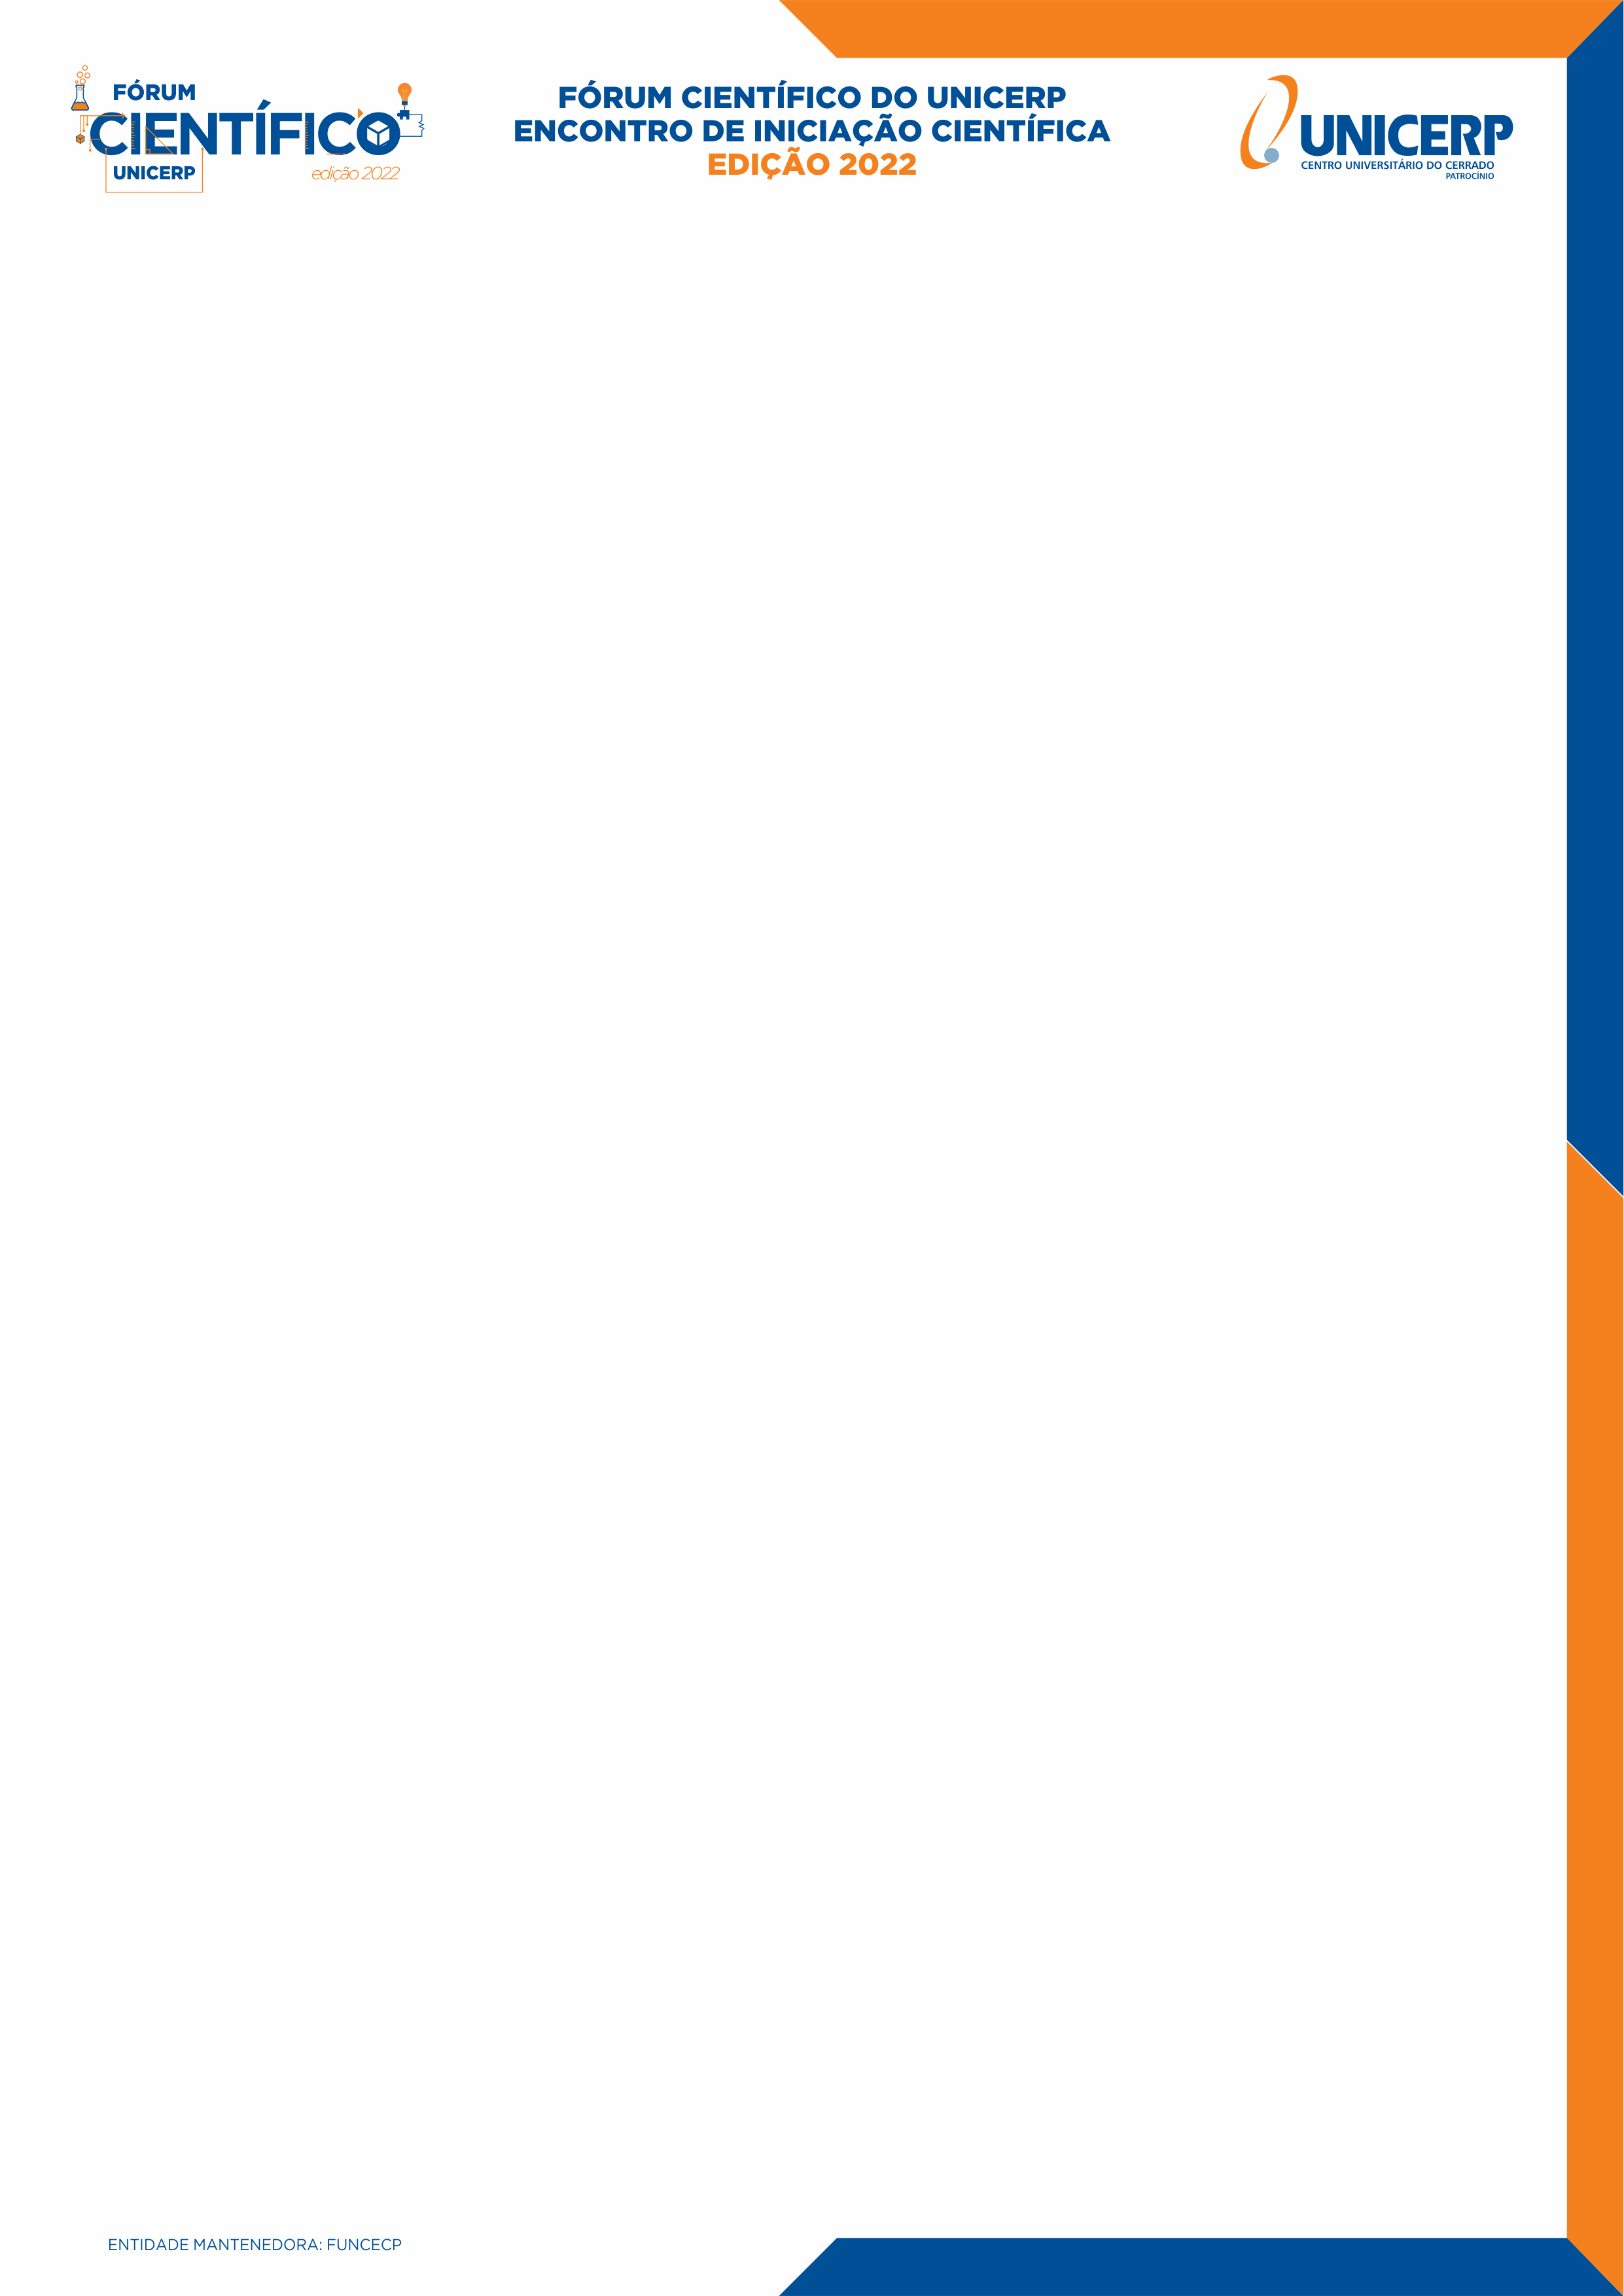 FÓRUM
CIENTÍFICO
UNICERP
edição 2022
FÓRUM CIENTÍFICO DO UNICERP
ENCONTRO DE INICIAÇÃO CIENTÍFICA
EDIÇÃO 2022
UNICERP
CENTRO UNIVERSITÁRIO DO CERRADO
PATROCÍNIO
ENTIDADE MANTENEDORA: FUNCECP